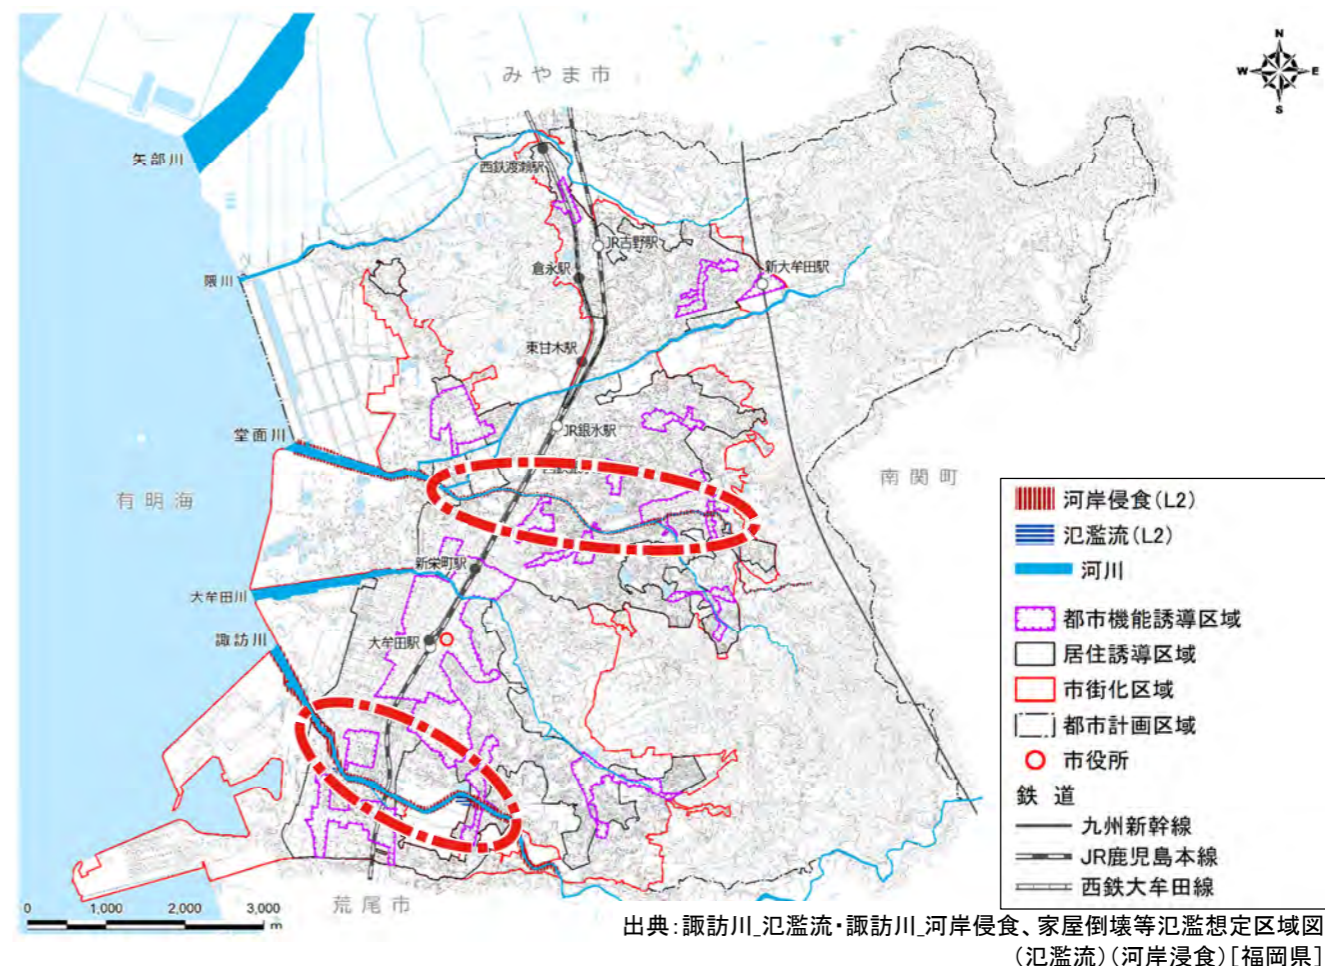 N
W E
S
みやま市
矢部川
西鉄渡瀬駅
JR吉野駅
隈川
倉永駅
新大牟田駅
東甘木駅
堂面川
JR銀水駅
有明海
南関町
新栄町駅
大牟田川
諏訪川
大牟田駅
荒尾市
0 1,000 2,000 3,000
m
河岸侵食(L2)
氾濫流(L2)
河川
都市機能誘導区域
居住誘導区域
市街化区域
都市計画区域
市役所
鉄 道
九州新幹線
JR鹿児島本線
西鉄大牟田線
出典:諏訪川_氾濫流・諏訪川_河岸侵食、家屋倒壊等氾濫想定区域図
(氾濫流)(河岸浸食)[福岡県]